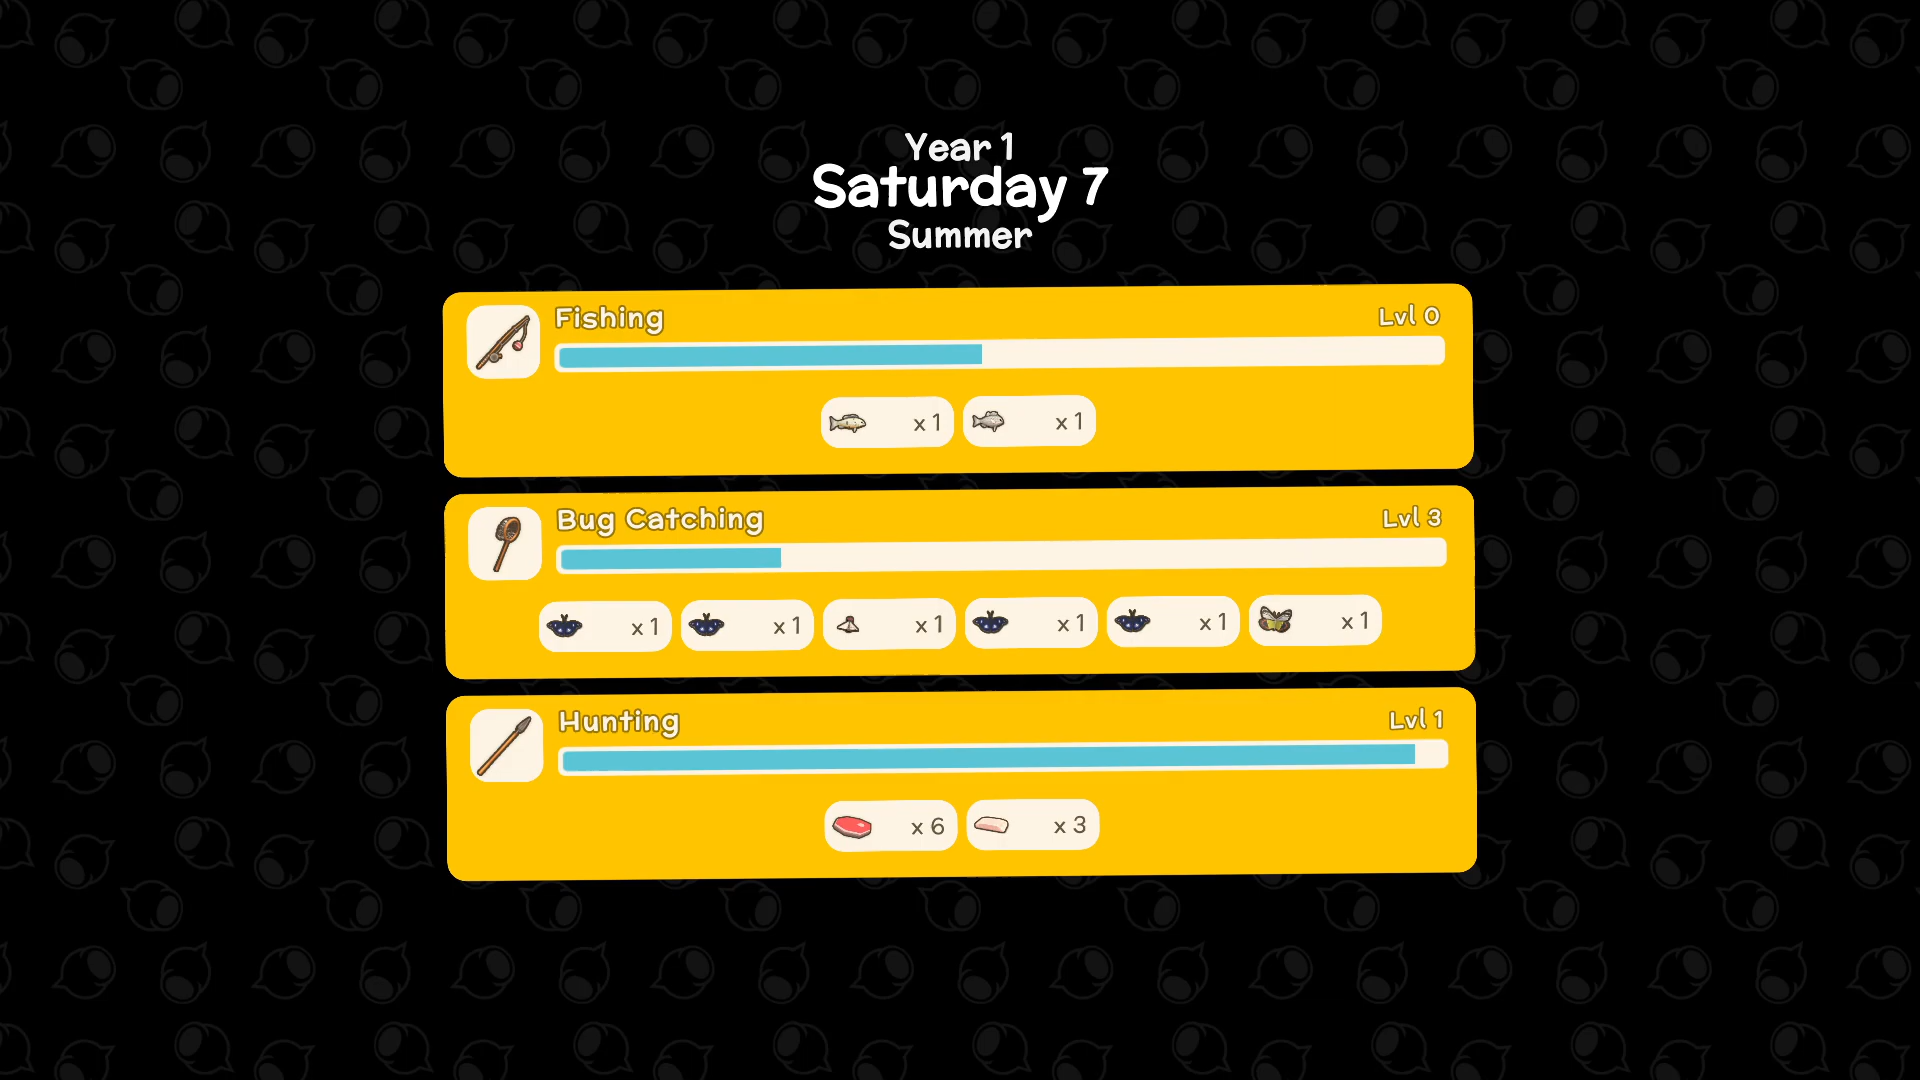 Year 1
Saturday 7
Summer
Fishing
Lvl 0
x 1
x 1
Bug Catching
Lvl 3
x 1
x 1
x 1
x 1
x 1
x 1
Hunting
Lvl 1
x 6
x 3